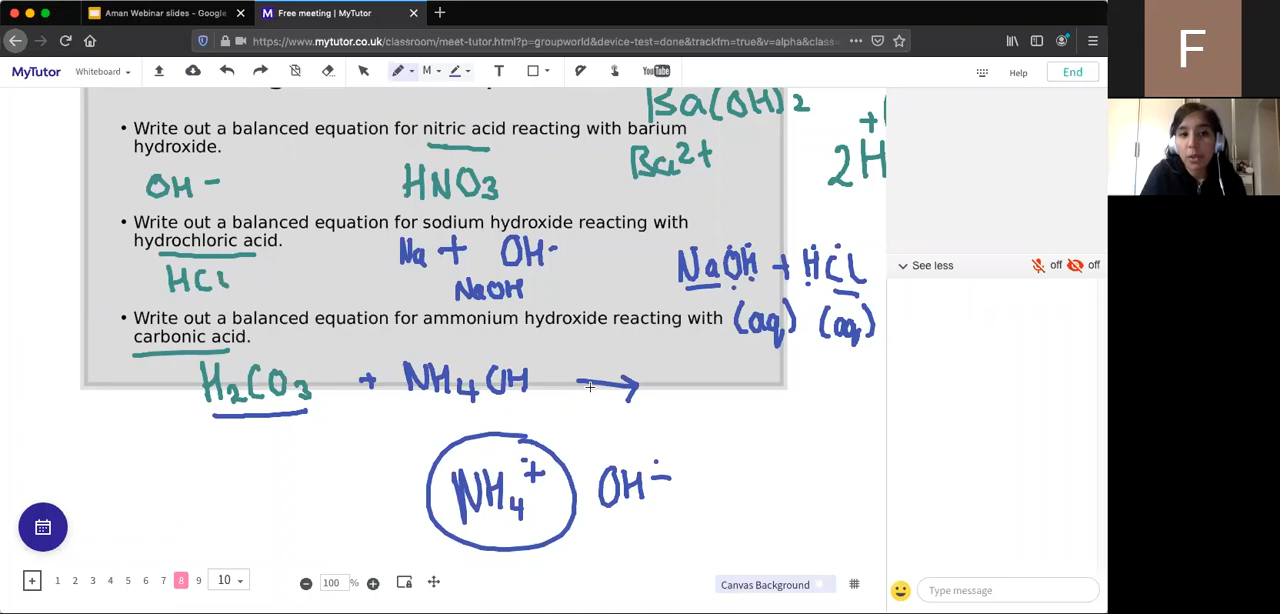 Aman Webinar slides - Google
Free meeting | MyTutor
https://www.mytutor.co.uk/classroom/meet-tutor.html?p=groupworld&device-test=done&trackfm=true&v=alpha&class=
F
MyTutor
Whiteboard
M
T
YouTube
Help
End
Ba(OH)2
• Write out a balanced equation for nitric acid reacting with barium
hydroxide.
+
Ba2+
2H
OH -
HNO3
• Write out a balanced equation for sodium hydroxide reacting with
hydrochloric acid.
Na + OH-
NaOH + HCl
HCl
NaOH
• Write out a balanced equation for ammonium hydroxide reacting with
(aq) (aq)
carbonic acid.
H2CO3 + NH4OH →
NH4+ OH-
See less
off
off
+ 1 2 3 4 5 6 7 8 9 10
100 %
Canvas Background
Type message